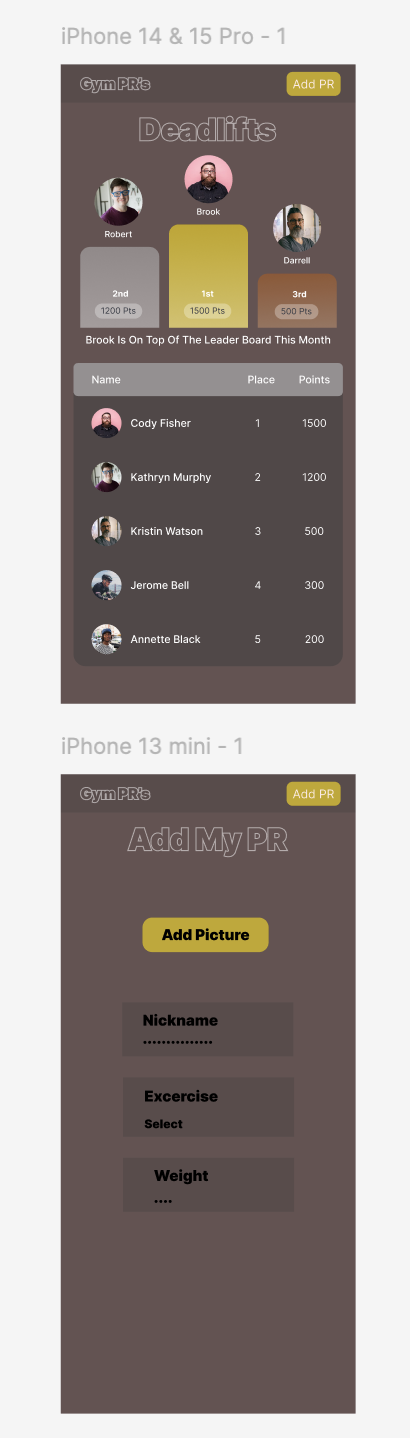 iPhone 14 & 15 Pro - 1
Gym PR's
Add PR
Deadlifts
Brook
Robert
Darrell
2nd
1st
3rd
1200 Pts
1500 Pts
500 Pts
Brook Is On Top Of The Leader Board This Month
Name Place Points
Cody Fisher 1 1500
Kathryn Murphy 2 1200
Kristin Watson 3 500
Jerome Bell 4 300
Annette Black 5 200
iPhone 13 mini - 1
Gym PR's
Add PR
Add My PR
Add Picture
Nickname
...............
Excercise
Select
Weight
....